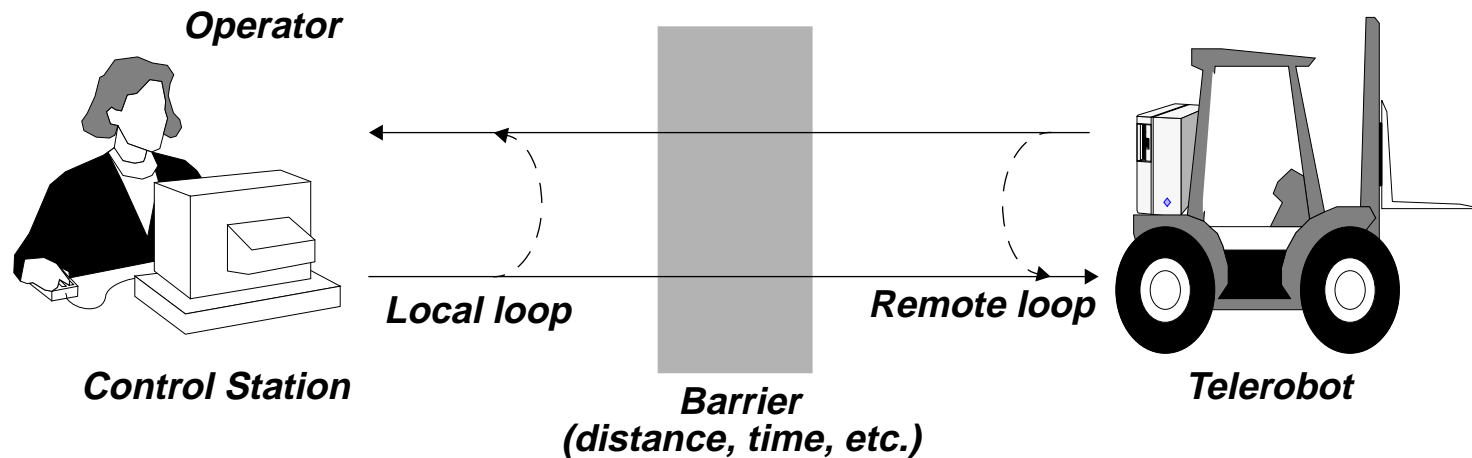 Operator
Local loop
Remote loop
Control Station
Barrier
(distance, time, etc.)
Telerobot